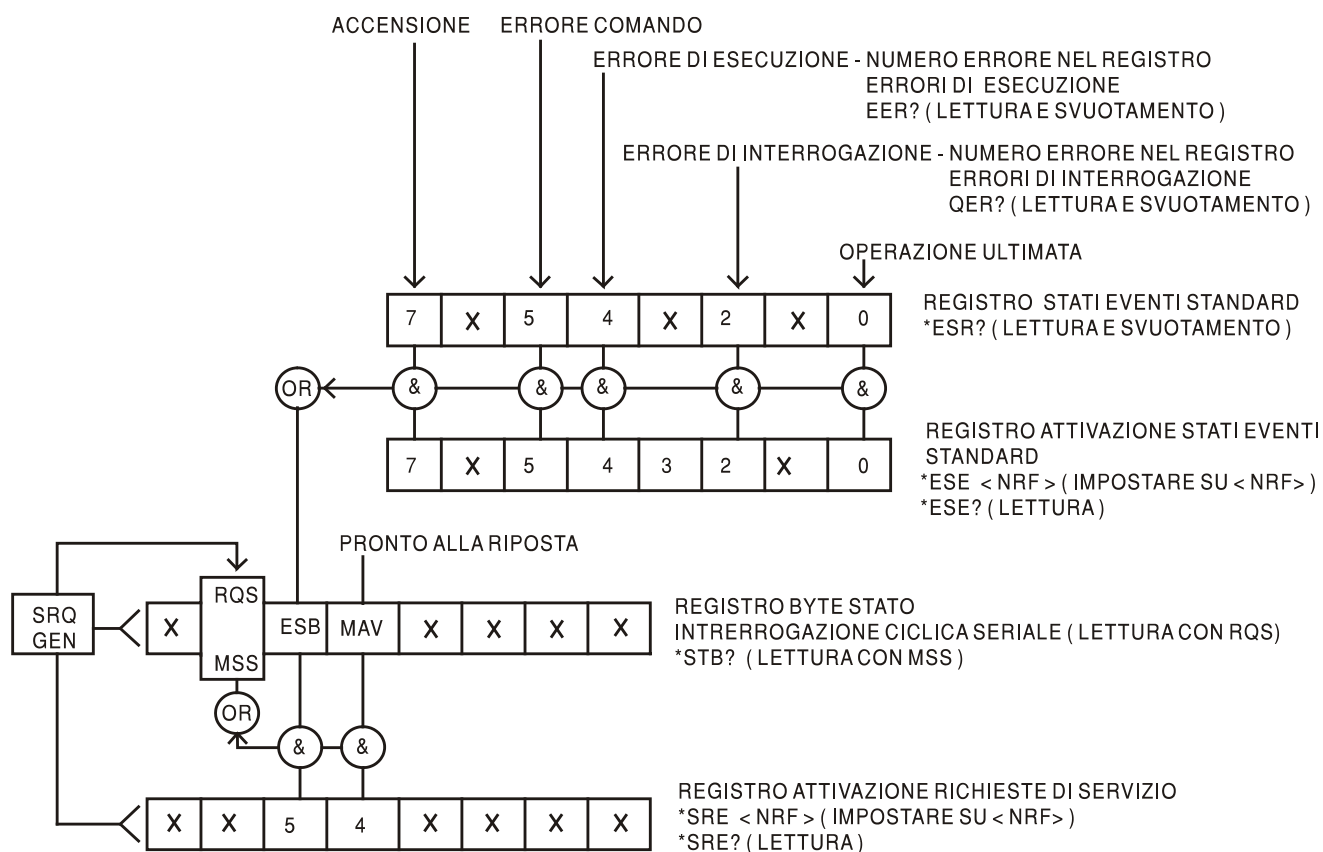 ACCENSIONE ERRORE COMANDO
ERRORE DI ESECUZIONE - NUMERO ERRORE NEL REGISTRO
ERRORI DI ESECUZIONE
EER? ( LETTURA E SVUOTAMENTO )
ERRORE DI INTERROGAZIONE - NUMERO ERRORE NEL REGISTRO
ERRORI DI INTERROGAZIONE
QER? ( LETTURA E SVUOTAMENTO )
OPERAZIONE ULTIMATA
7 X 5 4 X 2 X 0
REGISTRO STATI EVENTI STANDARD
*ESR? ( LETTURA E SVUOTAMENTO )
OR & & & & &
7 X 5 4 3 2 X 0
REGISTRO ATTIVAZIONE STATI EVENTI
STANDARD
*ESE < NRF > ( IMPOSTARE SU < NRF> )
*ESE? ( LETTURA )
PRONTO ALLA RIPOSTA
SRQ
GEN
X RQS MSS ESB MAV X X X X
REGISTRO BYTE STATO
INTRERROGAZIONE CICLICA SERIALE ( LETTURA CON RQS)
*STB? ( LETTURA CON MSS )
OR
& &
X X 5 4 X X X X
REGISTRO ATTIVAZIONE RICHIESTE DI SERVIZIO
*SRE < NRF > ( IMPOSTARE SU < NRF> )
*SRE? ( LETTURA )